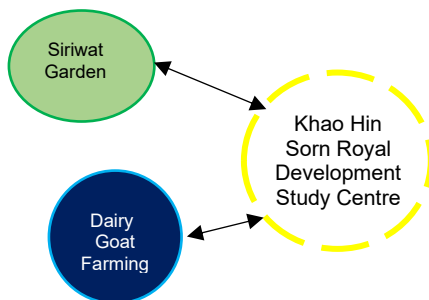 Siriwat
Garden
Khao Hin
Sorn Royal
Development
Study Centre
Dairy
Goat
Farming